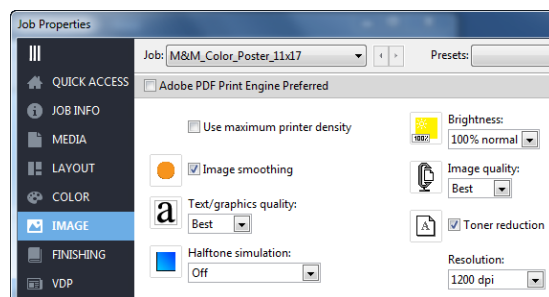 Job Properties
Job: M&M_Color_Poster_11x17
Presets:
QUICK ACCESS
JOB INFO
MEDIA
LAYOUT
COLOR
IMAGE
FINISHING
VDP
Adobe PDF Print Engine Preferred
Use maximum printer density
Image smoothing
a
Text/graphics quality:
Best
Halftone simulation:
Off
100%
Brightness:
100% normal
Image quality:
Best
A
Toner reduction
Resolution:
1200 dpi